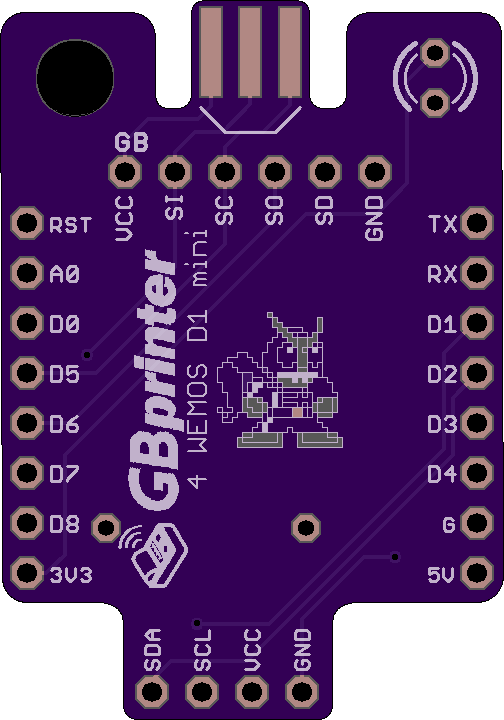 GB
VCC SI SC SO SD GND
RST TX
A0 RX
D0 D1
D5 D2
D6 D3
D7 D4
D8 G
3V3 5V
GBprinter
4 WEMOS D1 mini
SDA SCL VCC GND